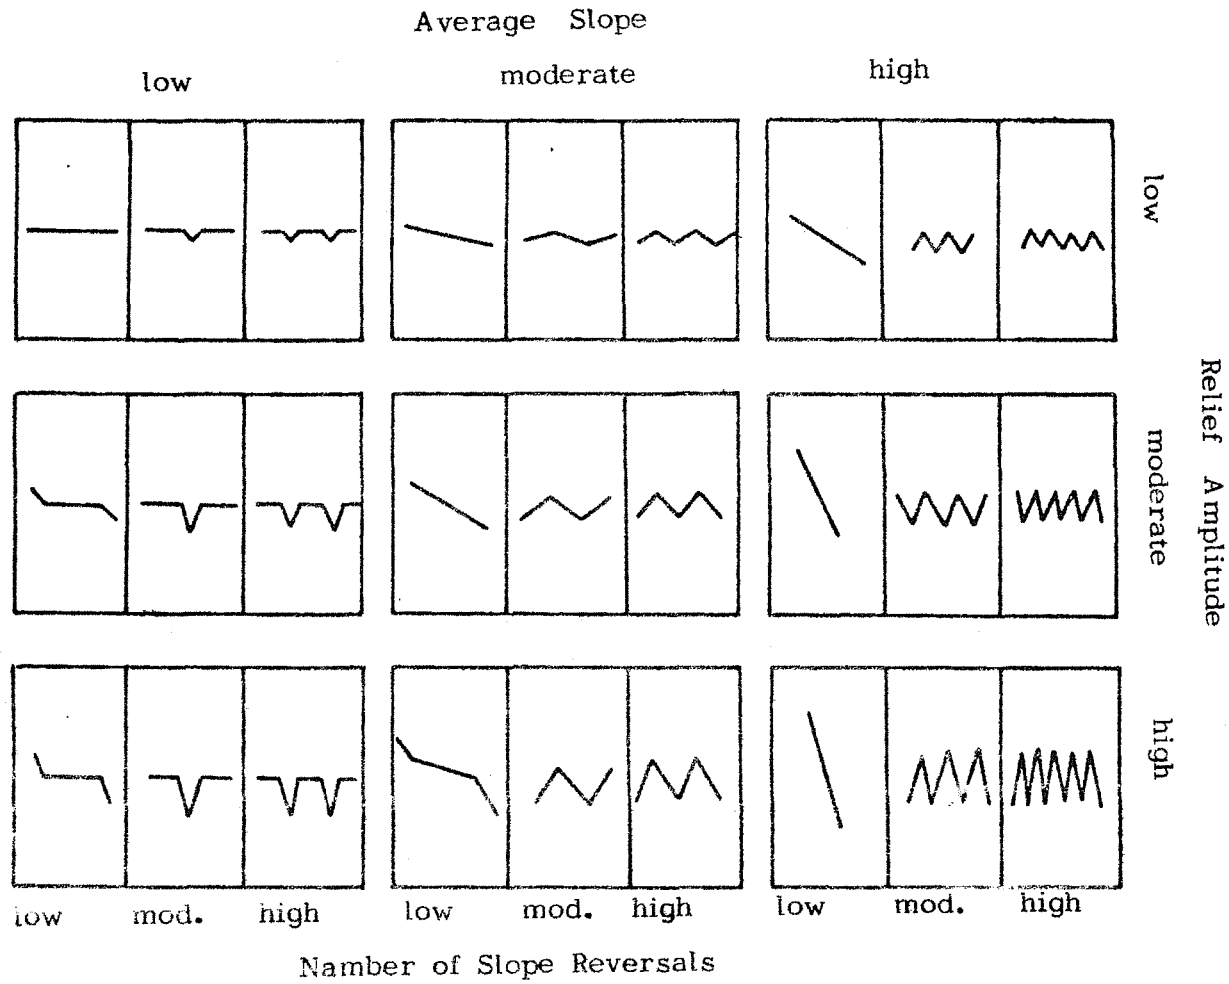 Average Slope
low moderate high
low
moderate
high
Relief Amplitude
low mod. high low mod. high low mod. high
Namber of Slope Reversals